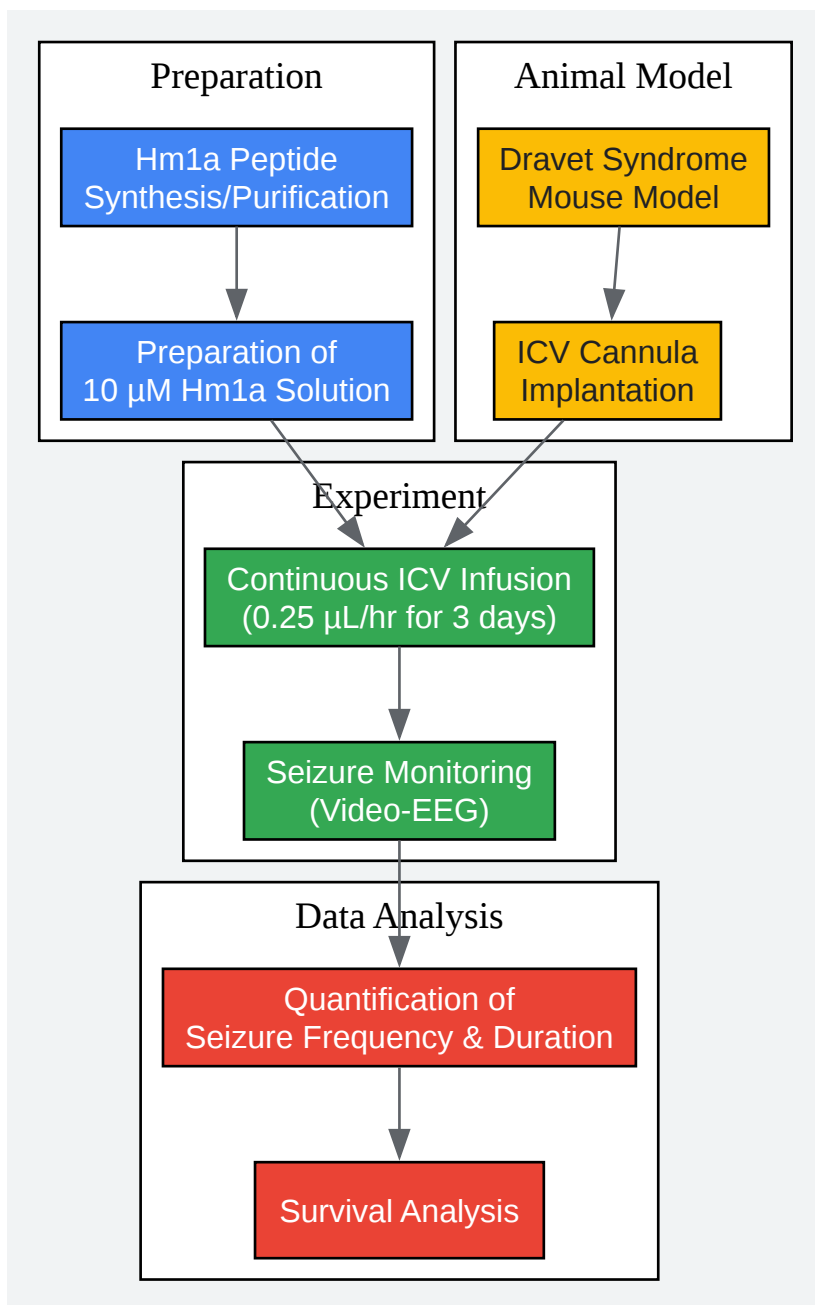 Preparation
Hm1a Peptide
Synthesis/Purification
Preparation of
10 µM Hm1a Solution
Animal Model
Dravet Syndrome
Mouse Model
ICV Cannula
Implantation
Experiment
Continuous ICV Infusion
(0.25 µL/hr for 3 days)
Seizure Monitoring
(Video-EEG)
Data Analysis
Quantification of
Seizure Frequency & Duration
Survival Analysis